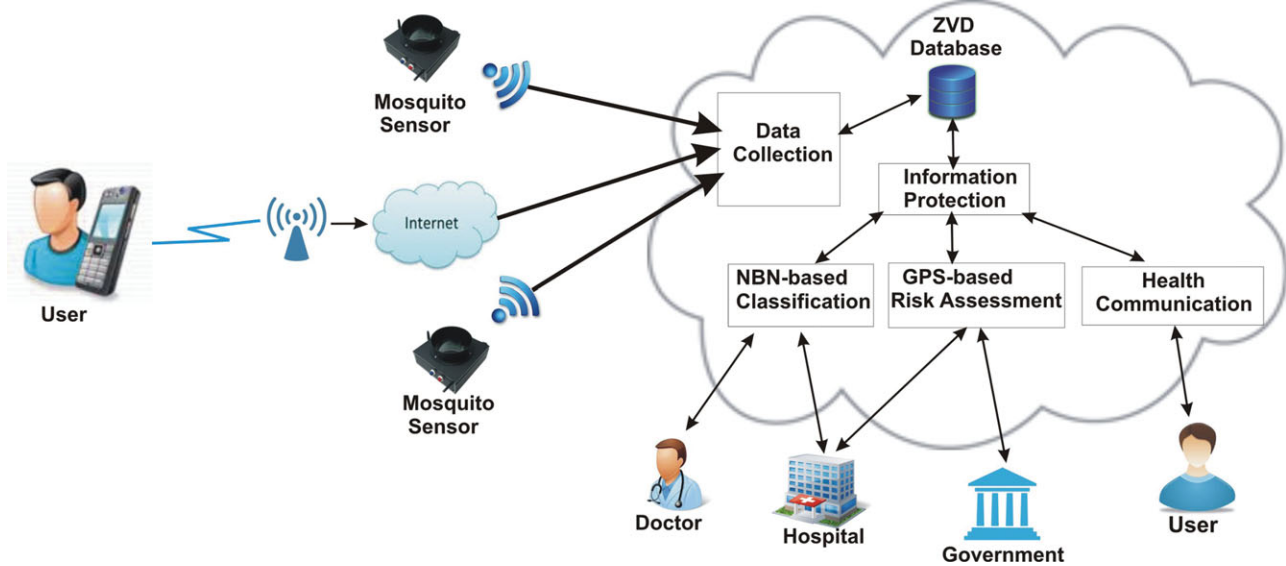 ZVD
Database
Mosquito
Sensor
Data
Collection
Information
Protection
Internet
User
NBN-based
Classification
GPS-based
Risk Assessment
Health
Communication
Mosquito
Sensor
Doctor
Hospital
Government
User